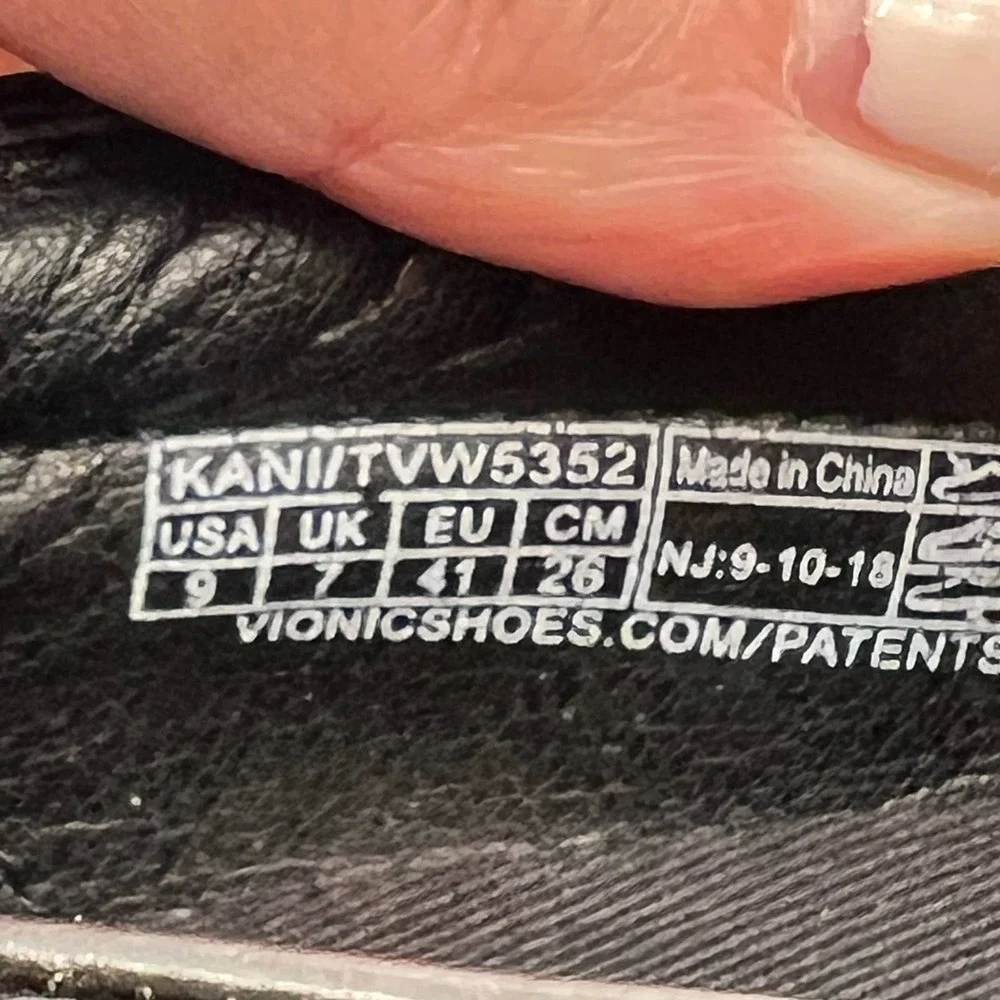 KANI/TVW5352
USA UK EU CM
9 7 41 26
Made in China
NJ:9-10-18
VIONICSHOES.COM/PATENTS